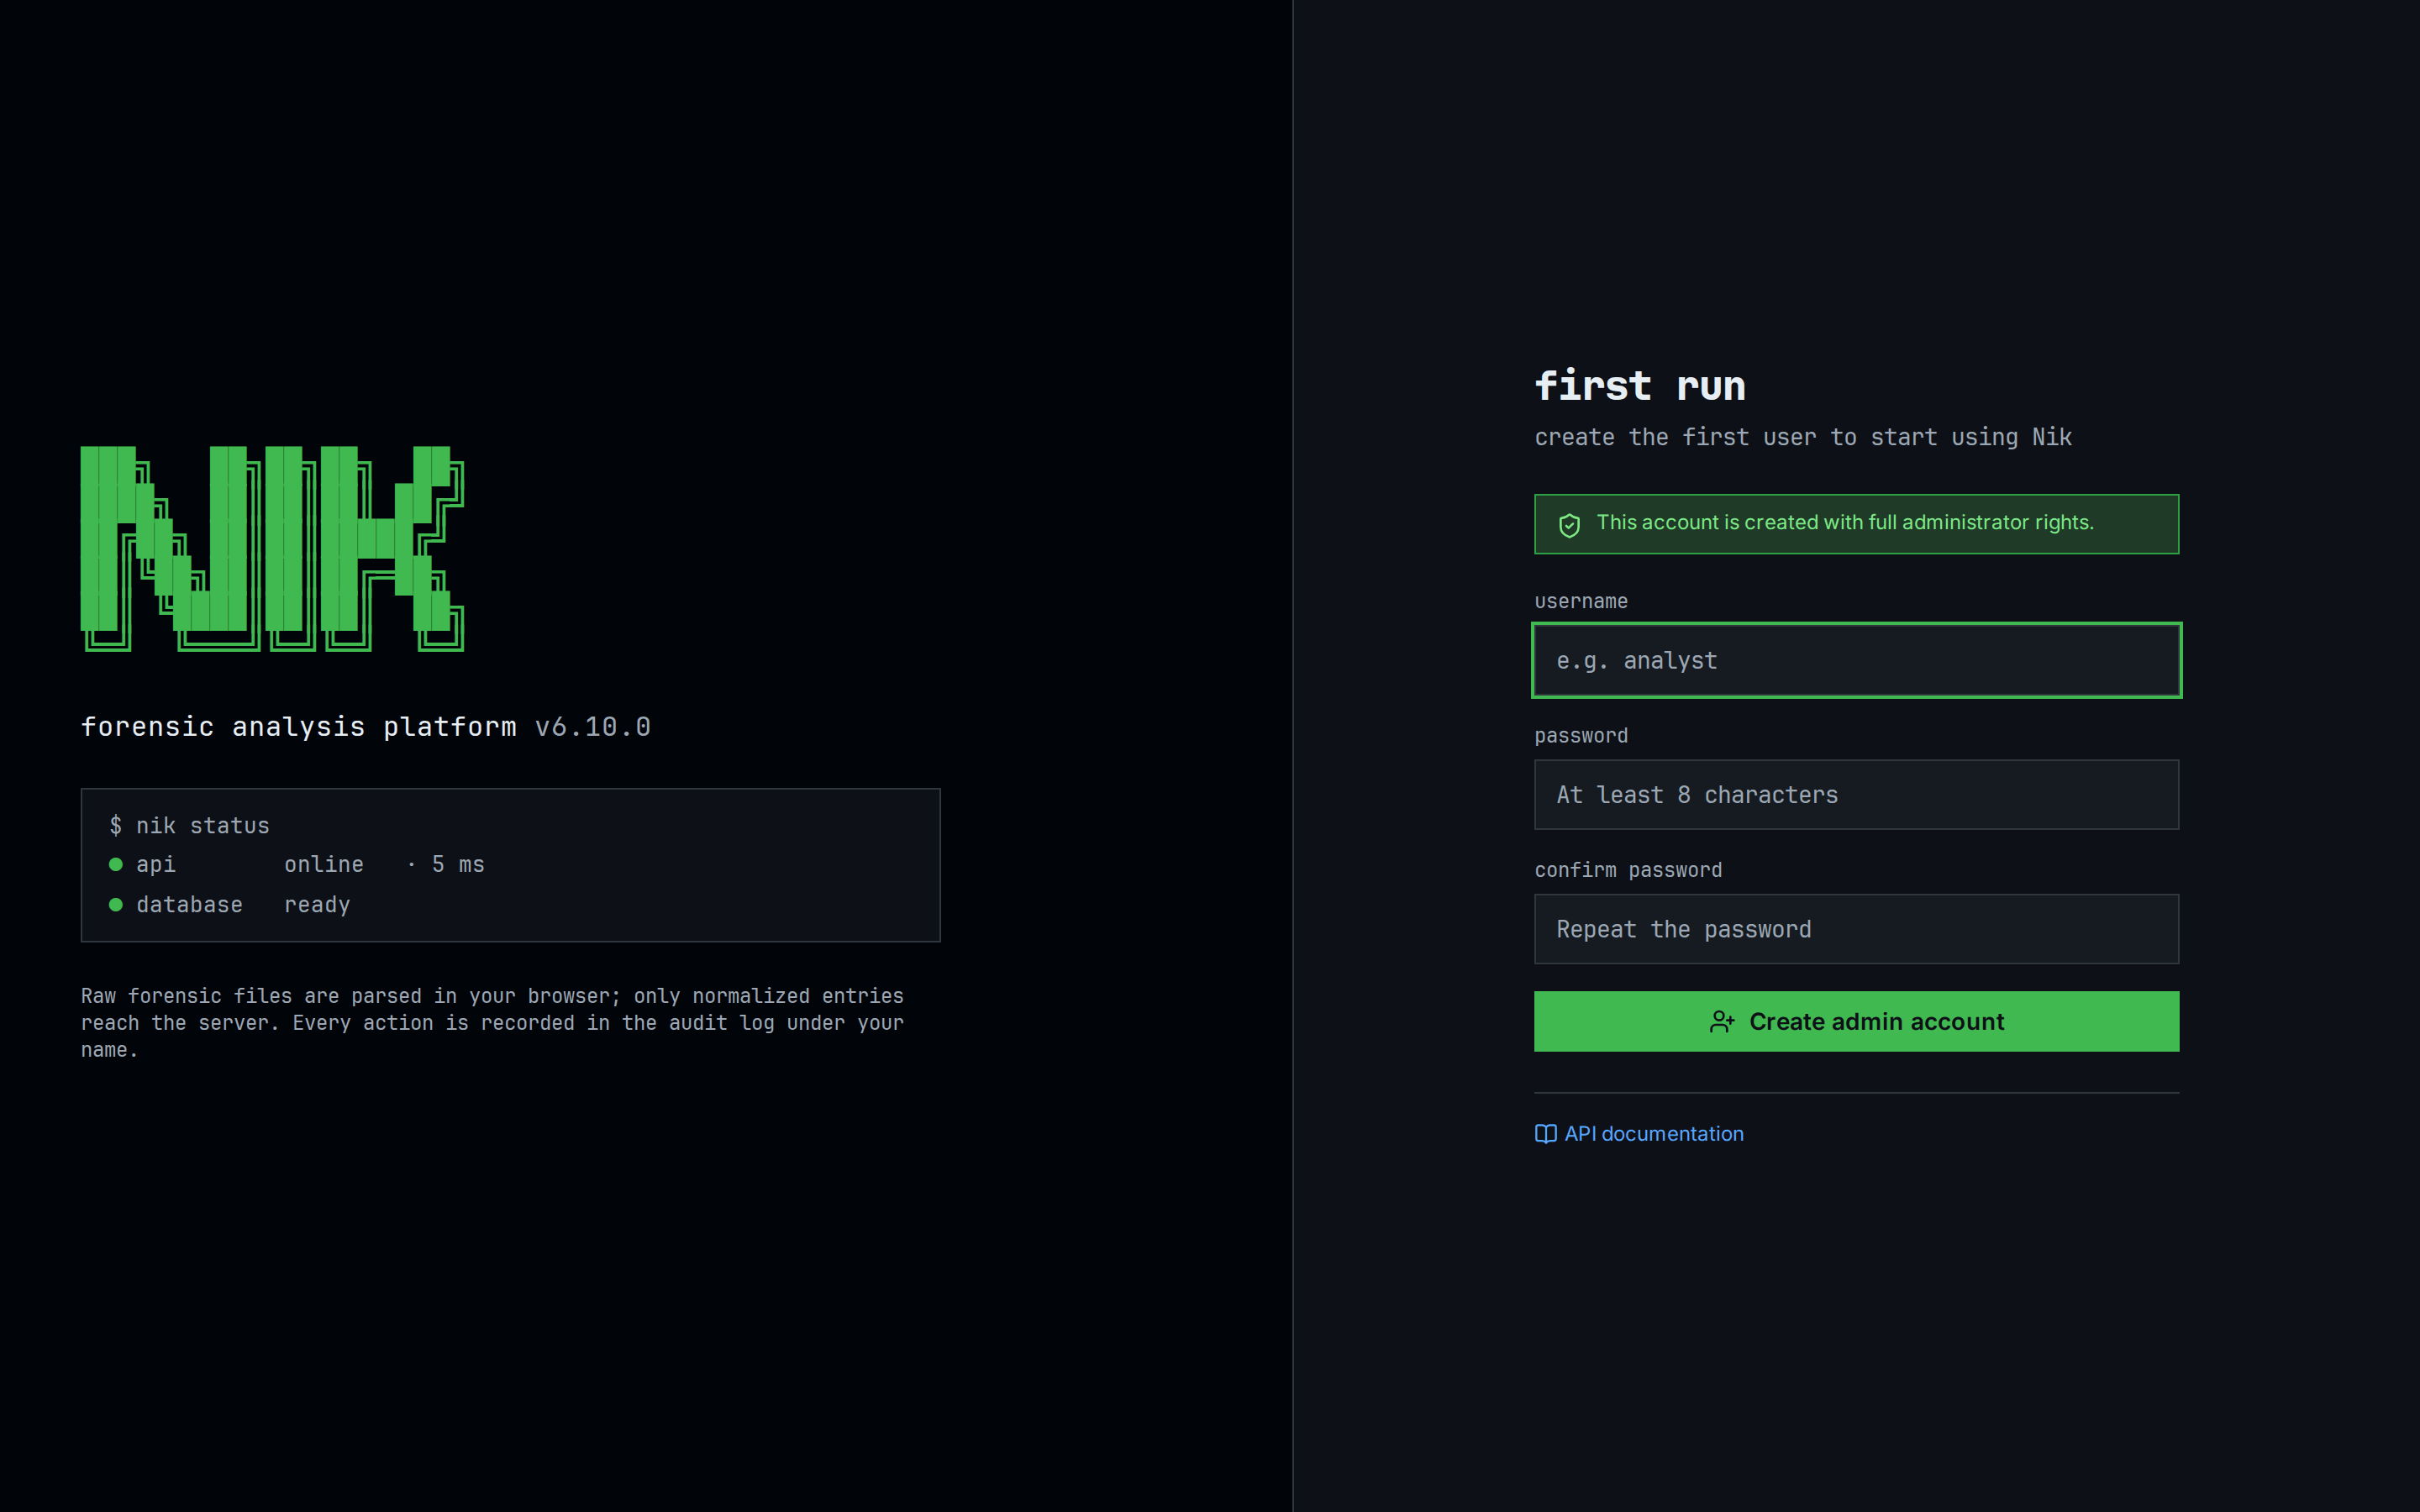 NIK
forensic analysis platform v6.10.0
$ nik status
api online · 5 ms
database ready
Raw forensic files are parsed in your browser; only normalized entries
reach the server. Every action is recorded in the audit log under your
name.
first run
create the first user to start using Nik
This account is created with full administrator rights.
username
e.g. analyst
password
At least 8 characters
confirm password
Repeat the password
Create admin account
API documentation